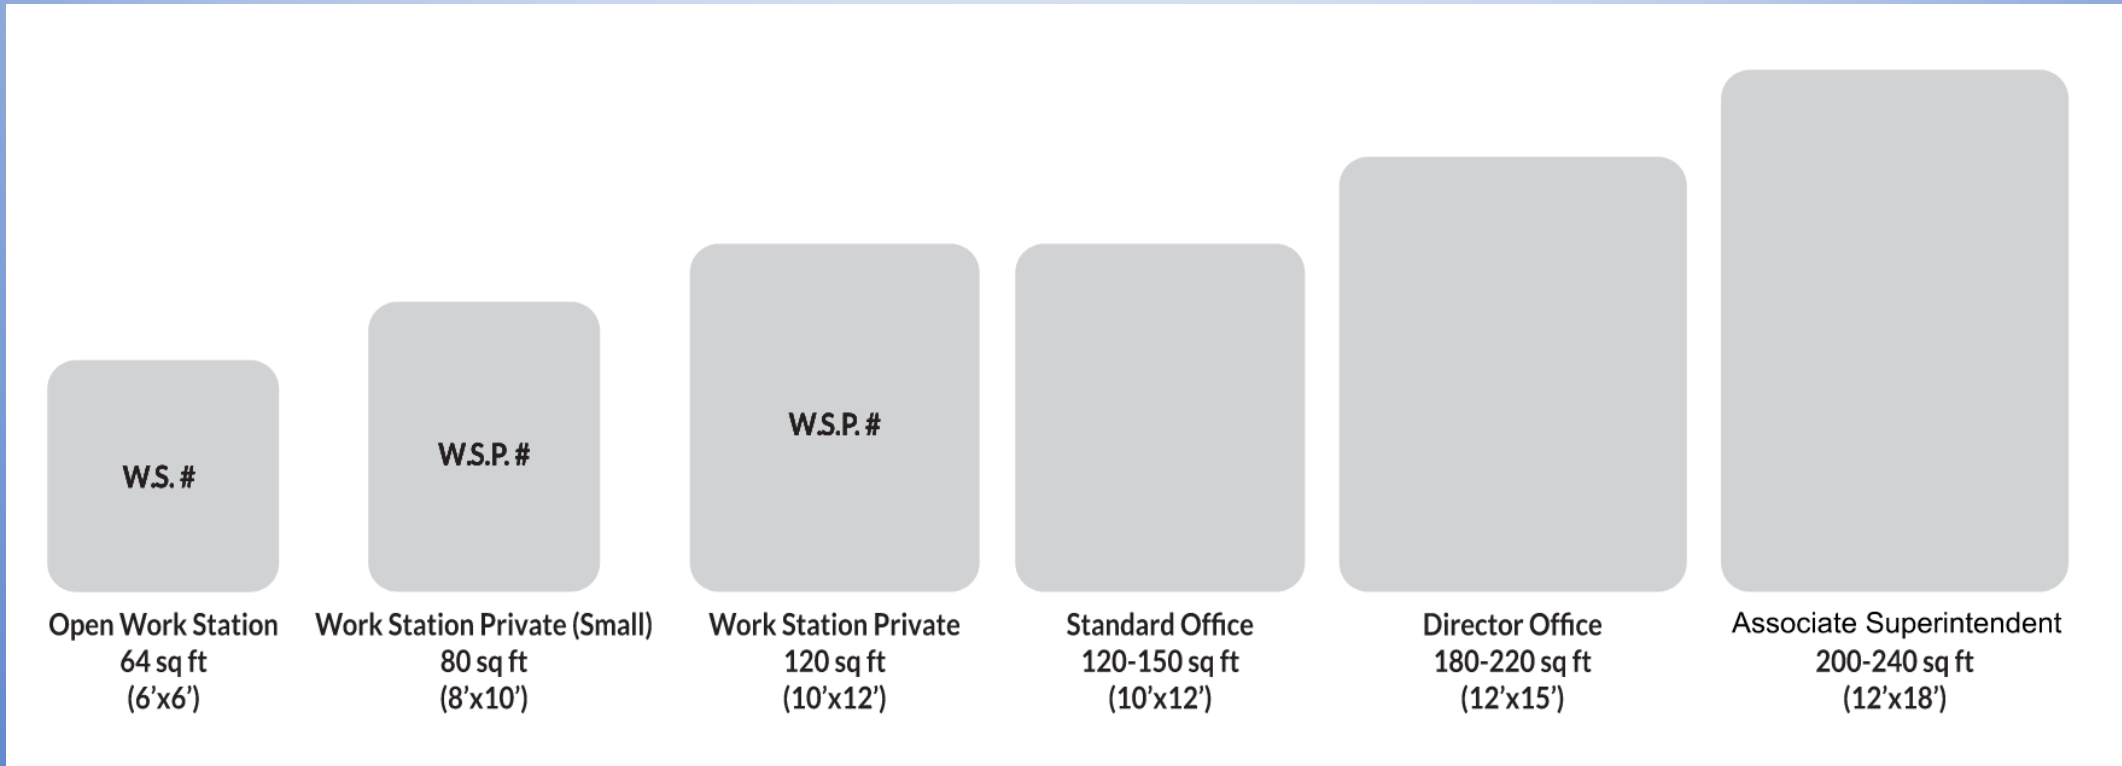 W.S. #
W.S.P. #
W.S.P. #
Open Work Station
64 sq ft
(6’x6’)
Work Station Private (Small)
80 sq ft
(8’x10’)
Work Station Private
120 sq ft
(10’x12’)
Standard Office
120-150 sq ft
(10’x12’)
Director Office
180-220 sq ft
(12’x15’)
Associate Superintendent
200-240 sq ft
(12’x18’)